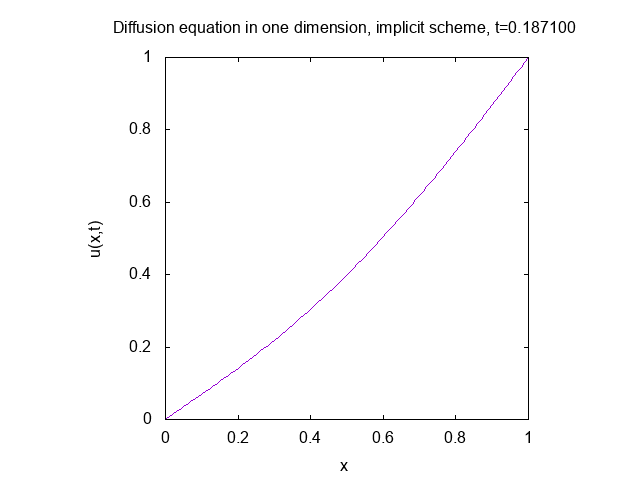 Diffusion equation in one dimension, implicit scheme, t=0.187100
1
0.8
0.6
0.4
0.2
0
u(x,t)
0 0.2 0.4 0.6 0.8 1
x